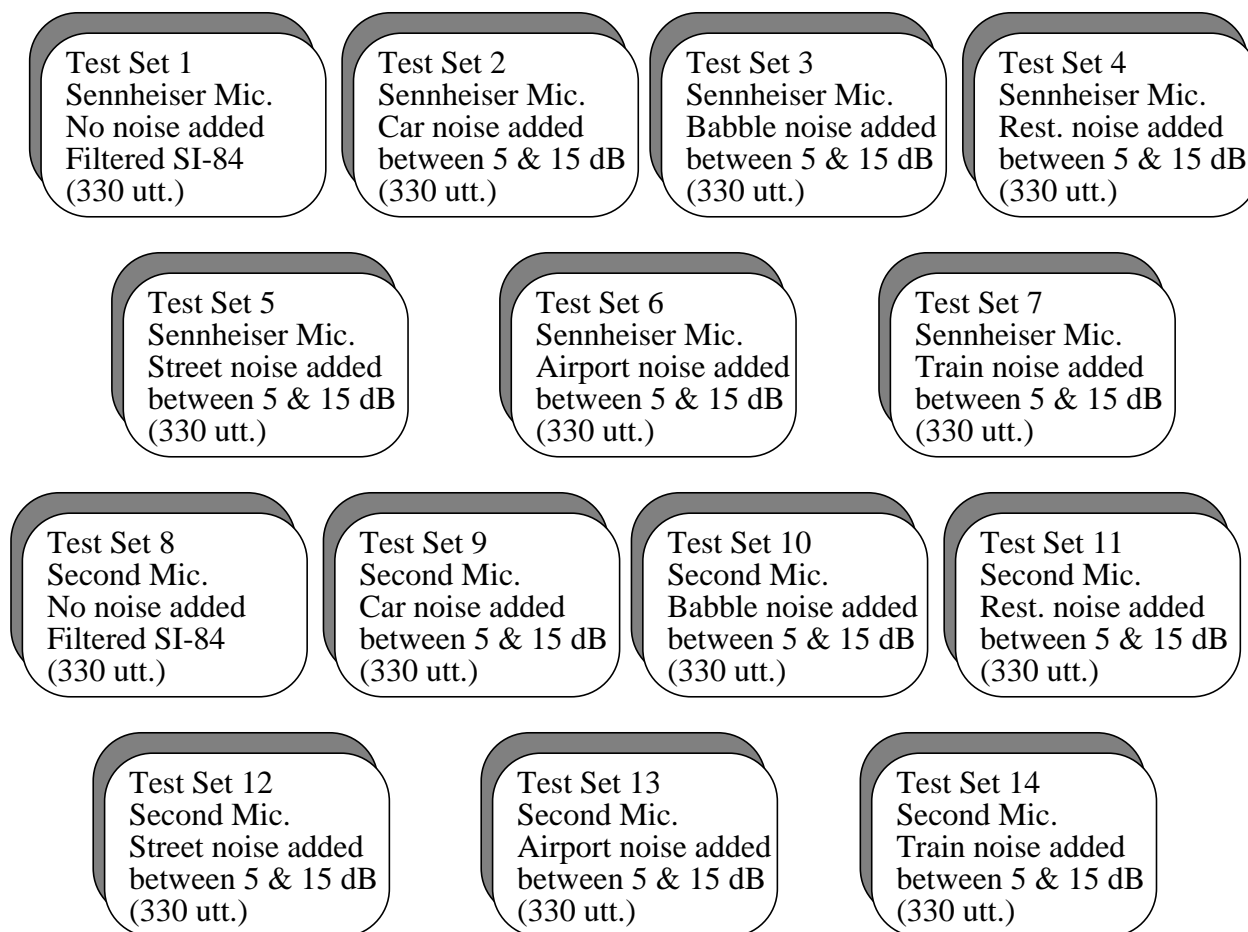 Test Set 1
Sennheiser Mic.
No noise added
Filtered SI-84
(330 utt.)
Test Set 2
Sennheiser Mic.
Car noise added
between 5 & 15 dB
(330 utt.)
Test Set 3
Sennheiser Mic.
Babble noise added
between 5 & 15 dB
(330 utt.)
Test Set 4
Sennheiser Mic.
Rest. noise added
between 5 & 15 dB
(330 utt.)
Test Set 5
Sennheiser Mic.
Street noise added
between 5 & 15 dB
(330 utt.)
Test Set 6
Sennheiser Mic.
Airport noise added
between 5 & 15 dB
(330 utt.)
Test Set 7
Sennheiser Mic.
Train noise added
between 5 & 15 dB
(330 utt.)
Test Set 8
Second Mic.
No noise added
Filtered SI-84
(330 utt.)
Test Set 9
Second Mic.
Car noise added
between 5 & 15 dB
(330 utt.)
Test Set 10
Second Mic.
Babble noise added
between 5 & 15 dB
(330 utt.)
Test Set 11
Second Mic.
Rest. noise added
between 5 & 15 dB
(330 utt.)
Test Set 12
Second Mic.
Street noise added
between 5 & 15 dB
(330 utt.)
Test Set 13
Second Mic.
Airport noise added
between 5 & 15 dB
(330 utt.)
Test Set 14
Second Mic.
Train noise added
between 5 & 15 dB
(330 utt.)